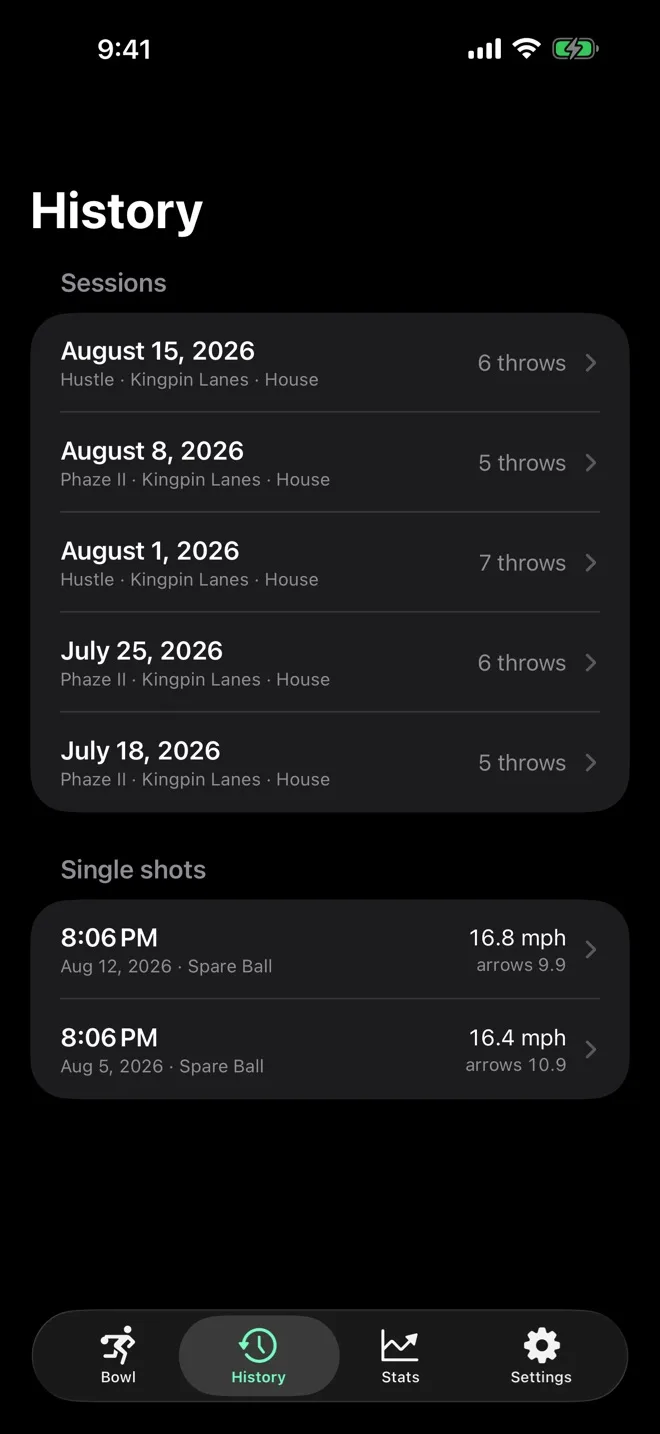 9:41
History
Sessions
August 15, 2026
Hustle · Kingpin Lanes · House
6 throws
August 8, 2026
Phaze II · Kingpin Lanes · House
5 throws
August 1, 2026
Hustle · Kingpin Lanes · House
7 throws
July 25, 2026
Phaze II · Kingpin Lanes · House
6 throws
July 18, 2026
Phaze II · Kingpin Lanes · House
5 throws
Single shots
8:06 PM
Aug 12, 2026 · Spare Ball
16.8 mph
arrows 9.9
8:06 PM
Aug 5, 2026 · Spare Ball
16.4 mph
arrows 10.9
Bowl
History
Stats
Settings